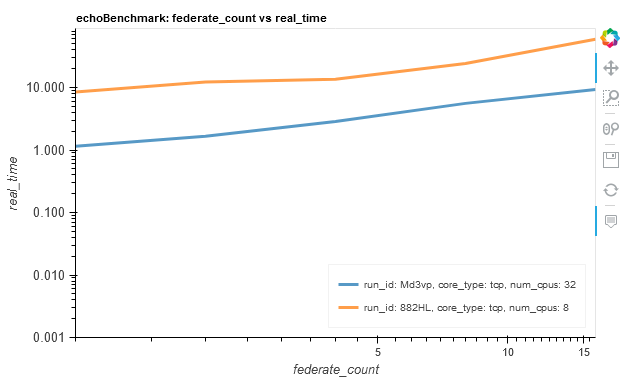 echoBenchmark: federate_count vs real_time
10.000
1.000
0.100
0.010
0.001
real_time
run_id: Md3vp, core_type: tcp, num_cpus: 32
run_id: 882HL, core_type: tcp, num_cpus: 8
5
10
15
federate_count